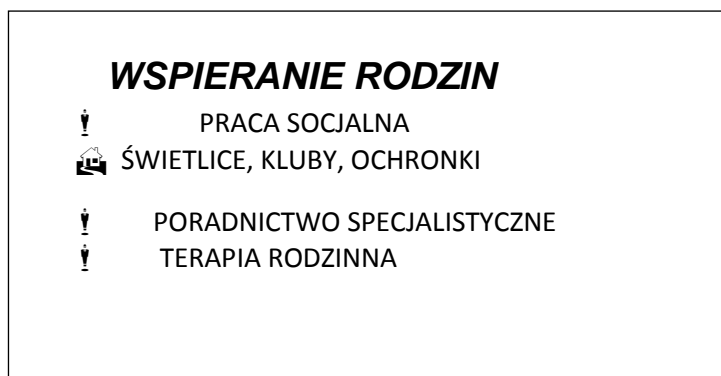 WSPIERANIE RODZIN
PRACA SOCJALNA
ŚWIETLICE, KLUBY, OCHRONKI
PORADNICTWO SPECJALISTYCZNE
TERAPIA RODZINNA